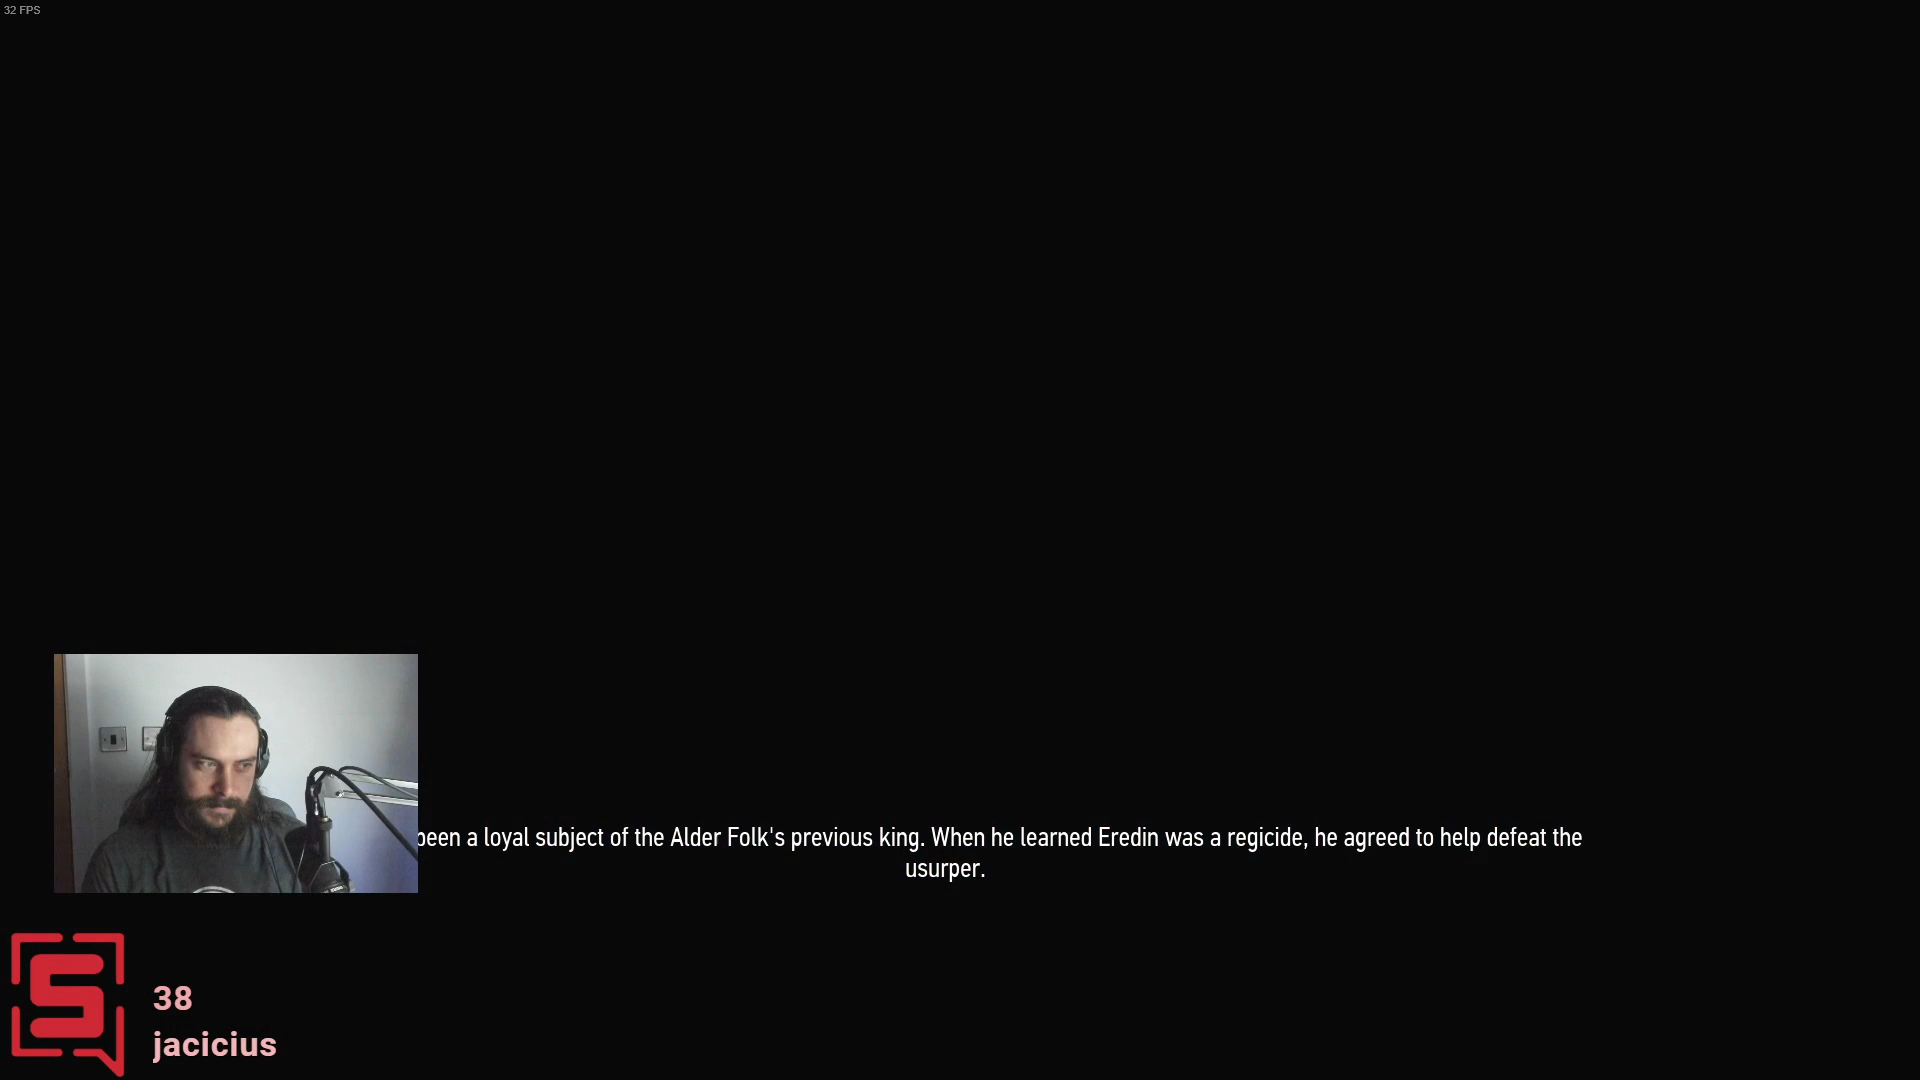 32 FPS
been a loyal subject of the Alder Folk's previous king. When he learned Eredin was a regicide, he agreed to help defeat the
usurper.
S
38
jacicius